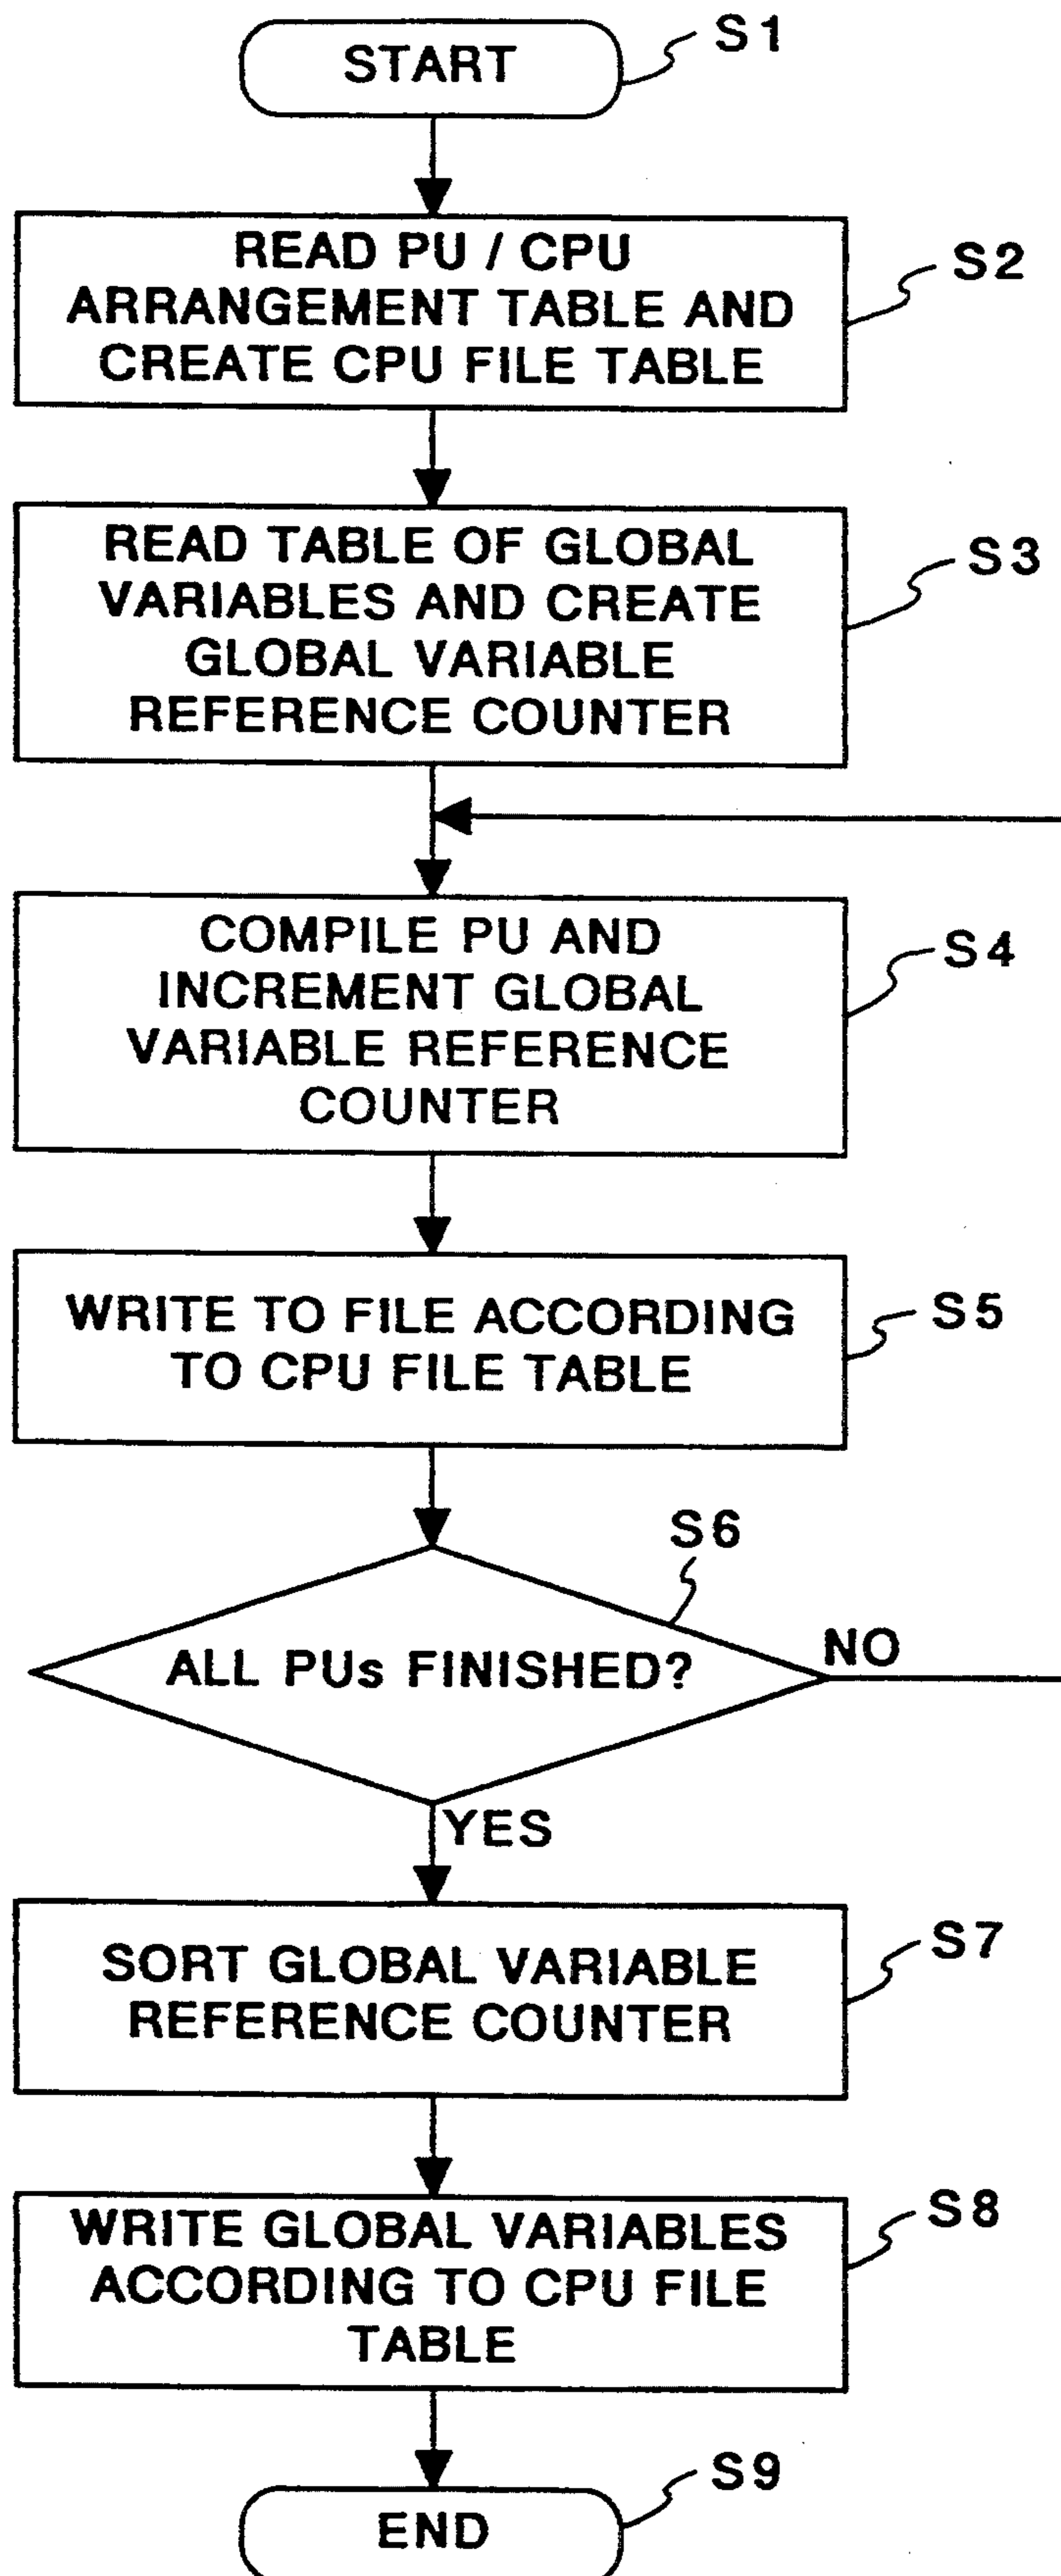 START
S1
READ PU / CPU
ARRANGEMENT TABLE AND
CREATE CPU FILE TABLE
S2
READ TABLE OF GLOBAL
VARIABLES AND CREATE
GLOBAL VARIABLE
REFERENCE COUNTER
S3
COMPILE PU AND
INCREMENT GLOBAL
VARIABLE REFERENCE
COUNTER
S4
WRITE TO FILE ACCORDING
TO CPU FILE TABLE
S5
S6
ALL PUs FINISHED?
NO
YES
SORT GLOBAL VARIABLE
REFERENCE COUNTER
S7
WRITE GLOBAL VARIABLES
ACCORDING TO CPU FILE
TABLE
S8
END
S9